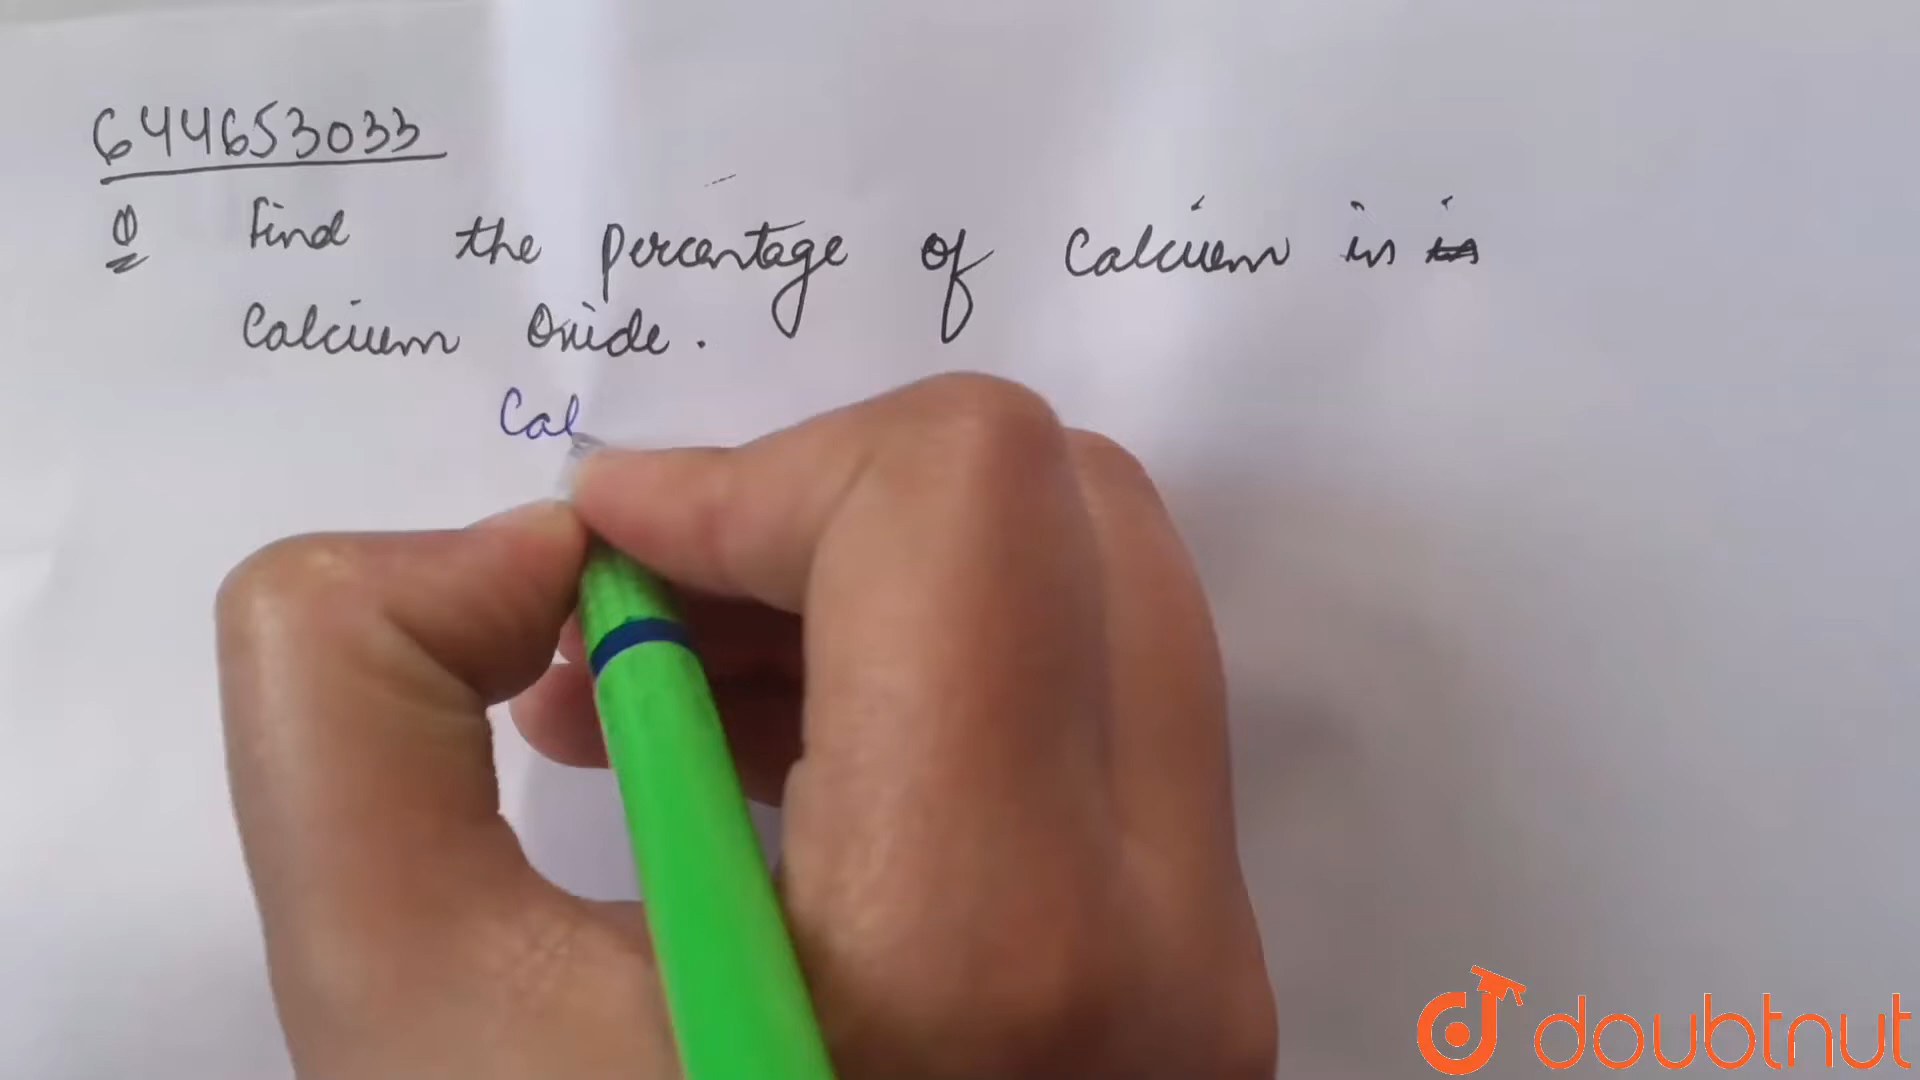 644653033
Q Find the percentage of Calcium in
Calcium Oxide.
Cal
doubtnut